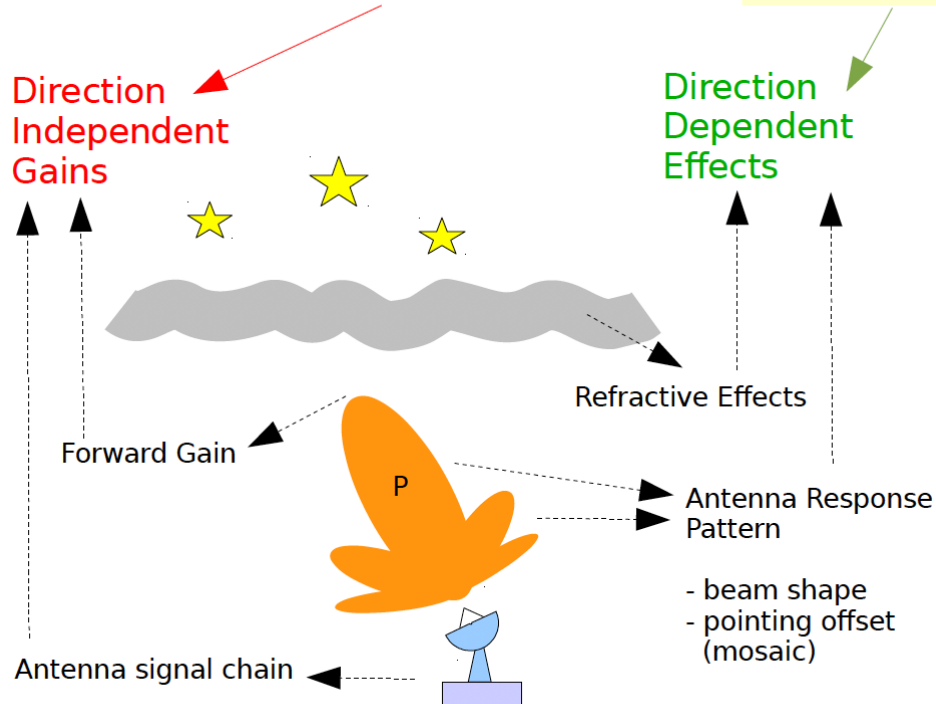 Direction
Independent
Gains
Direction
Dependent
Effects
Refractive Effects
Forward Gain
P
Antenna Response
Pattern
- beam shape
- pointing offset
(mosaic)
Antenna signal chain